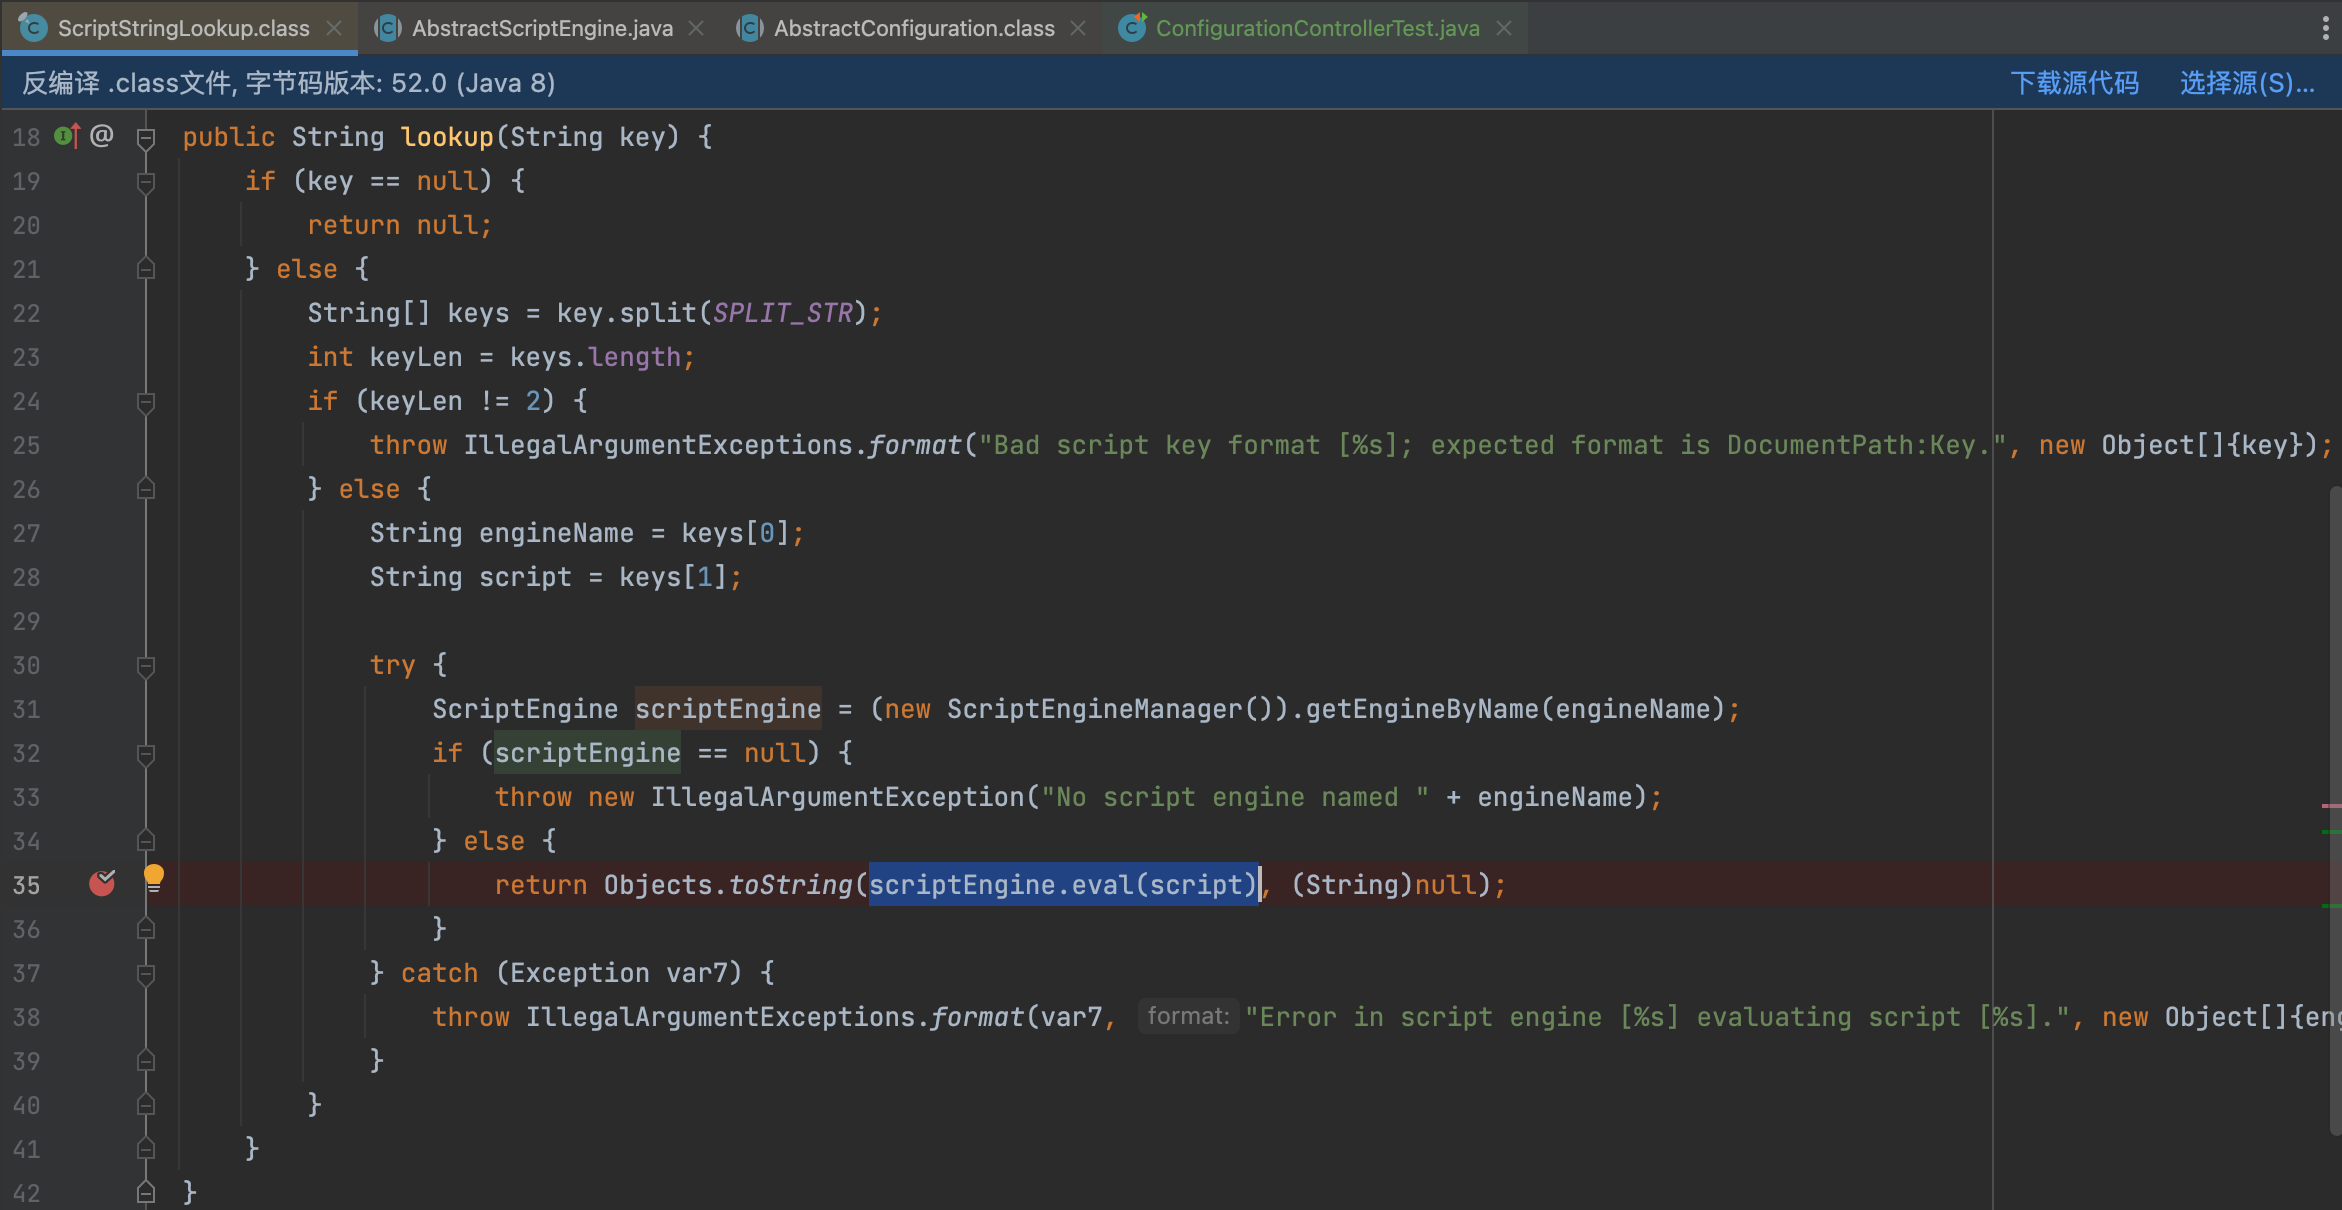 ScriptStringLookup.class AbstractScriptEngine.java AbstractConfiguration.class ConfigurationControllerTest.java
反编译 .class文件, 字节码版本: 52.0 (Java 8) 下载源代码 选择源(S)...
18 @ public String lookup(String key) {
19 if (key == null) {
20 return null;
21 } else {
22 String[] keys = key.split(SPLIT_STR);
23 int keyLen = keys.length;
24 if (keyLen != 2) {
25 throw IllegalArgumentExceptions.format("Bad script key format [%s]; expected format is DocumentPath:Key.", new Object[]{key});
26 } else {
27 String engineName = keys[0];
28 String script = keys[1];
29
30 try {
31 ScriptEngine scriptEngine = (new ScriptEngineManager()).getEngineByName(engineName);
32 if (scriptEngine == null) {
33 throw new IllegalArgumentException("No script engine named " + engineName);
34 } else {
35 return Objects.toString(scriptEngine.eval(script), (String)null);
36 }
37 } catch (Exception var7) {
38 throw IllegalArgumentExceptions.format(var7, format: "Error in script engine [%s] evaluating script [%s].", new Object[]{eng
39 }
40 }
41 }
42 }